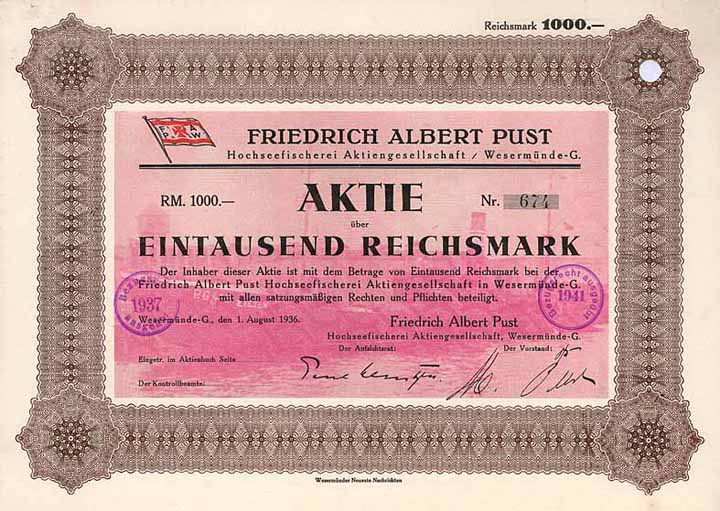 Reichsmark 1000.—
F. A.
P. W.
FRIEDRICH ALBERT PUST
Hochseefischerei Aktiengesellschaft / Wesermünde-G.
RM. 1000.— AKTIE Nr. 674
über
EINTAUSEND REICHSMARK
Der Inhaber dieser Aktie ist mit dem Betrage von Eintausend Reichsmark bei der
Friedrich Albert Pust Hochseefischerei Aktiengesellschaft in Wesermünde-G.
mit allen satzungsmäßigen Rechten und Pflichten beteiligt.
1937
Bezugsrecht ausgeübt
1941
Wesermünde-G., den 1. August 1936.
Friedrich Albert Pust
Hochseefischerei Aktiengesellschaft, Wesermünde-G.
Der Aufsichtsrat: Der Vorstand:
Eingetr. im Aktienbuch Seite
Der Kontrollbeamte:
Wesermünder Neueste Nachrichten